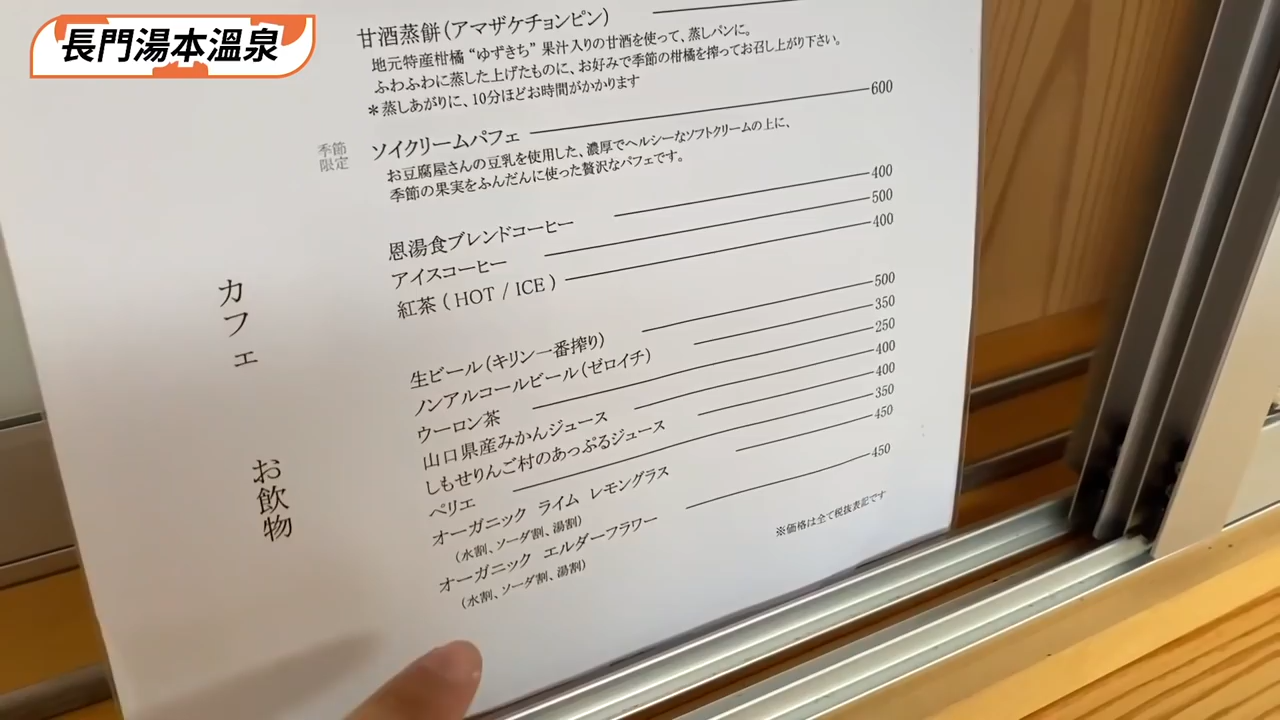 長門湯本溫泉
甘酒蒸餅(アマザケチョンピン)
地元特産柑橘“ゆずきち”果汁入りの甘酒を使って、蒸しパンに。
ふわふわに蒸した上げたものに、お好みで季節の柑橘を搾ってお召し上がり下さい。
*蒸しあがりに、10分ほどお時間がかかります
季節限定
ソイクリームパフェ 600
お豆腐屋さんの豆乳を使用した、濃厚でヘルシーなソフトクリームの上に、
季節の果実をふんだんに使った贅沢なパフェです。
カフェ
恩湯食ブレンドコーヒー 400
アイスコーヒー 500
紅茶(HOT / ICE) 400
お飲物
生ビール(キリン一番搾り) 500
ノンアルコールビール(ゼロイチ) 350
ウーロン茶 250
山口県産みかんジュース 400
しもせりんご村のあっぷるジュース 400
ペリエ 350
オーガニック ライム レモングラス 450
(水割、ソーダ割、湯割)
オーガニック エルダーフラワー 450
(水割、ソーダ割、湯割)
※価格は全て税抜表記です